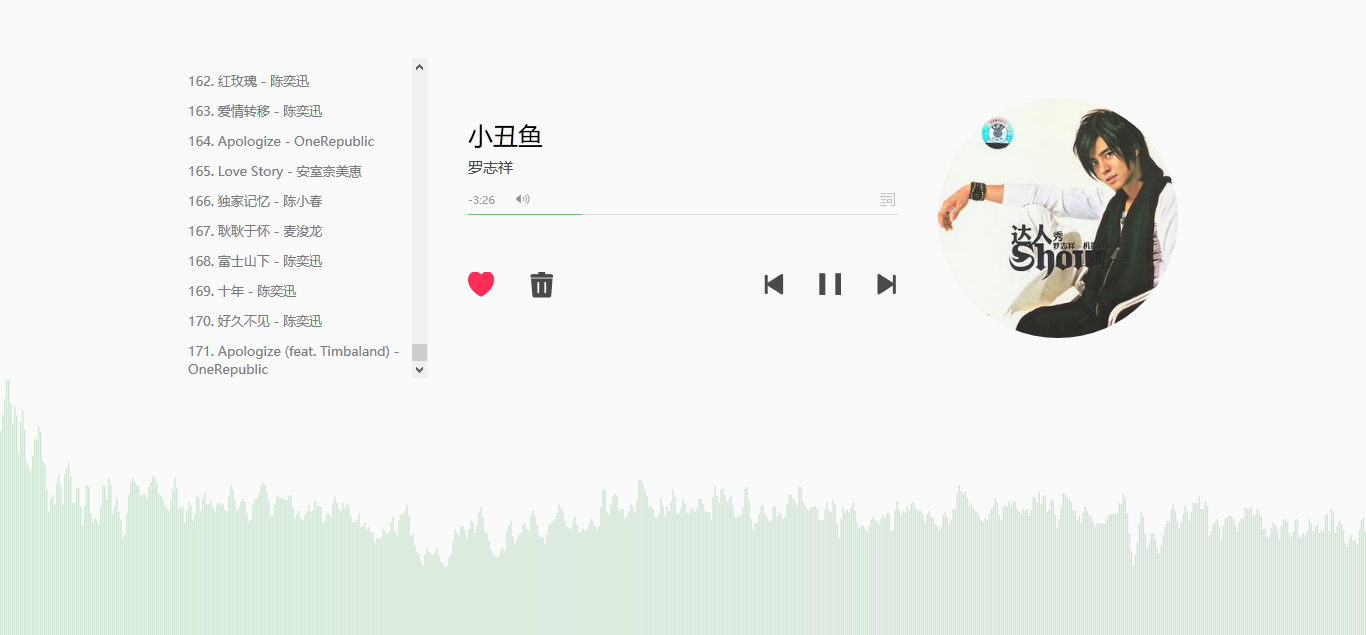 162. 红玫瑰 - 陈奕迅
163. 爱情转移 - 陈奕迅
164. Apologize - OneRepublic
165. Love Story - 安室奈美惠
166. 独家记忆 - 陈小春
167. 耿耿于怀 - 麦浚龙
168. 富士山下 - 陈奕迅
169. 十年 - 陈奕迅
170. 好久不见 - 陈奕迅
171. Apologize (feat. Timbaland) -
OneRepublic
小丑鱼
罗志祥
-3:26
达人秀
罗志祥
Show